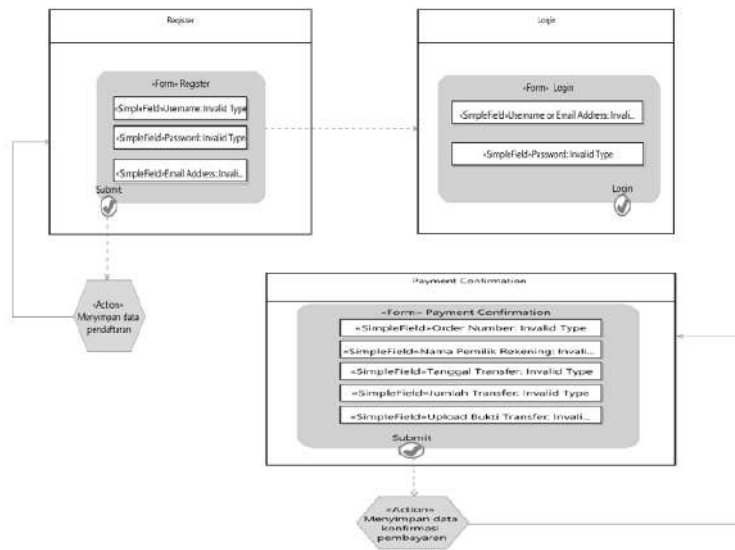 Register
«Form» Register
«SimpleField»Username: Invalid Type
«SimpleField»Password: Invalid Type
«SimpleField»Email Address: Invali...
Submit
«Action»
Menyimpan data
pendaftaran
Login
«Form» Login
«SimpleField»Username or Email Address: Invali...
«SimpleField»Password: Invalid Type
Login
Payment Confirmation
«Form» Payment Confirmation
«SimpleField»Order Number: Invalid Type
«SimpleField»Nama Pemilik Rekening: Invali...
«SimpleField»Tanggal Transfer: Invalid Type
«SimpleField»Jumlah Transfer: Invalid Type
«SimpleField»Upload Bukti Transfer: Invali...
Submit
«Action»
Menyimpan data
konfirmasi
pembayaran